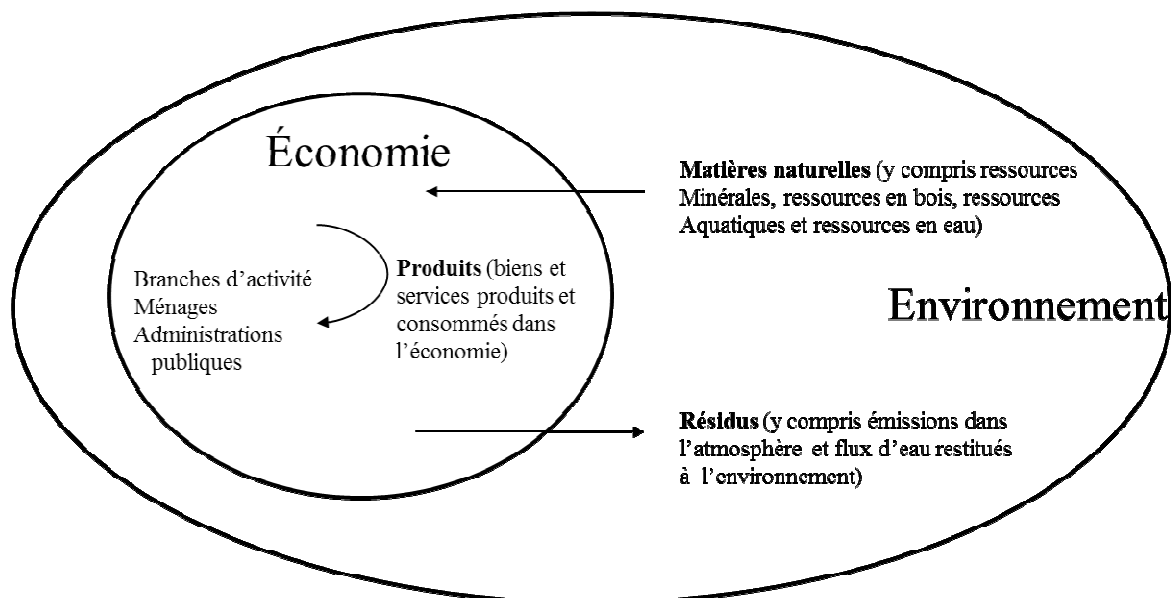 Économie
Matières naturelles (y compris ressources
Minérales, ressources en bois, ressources
Aquatiques et ressources en eau)
Branches d’activité
Ménages
Administrations
publiques
Produits (biens et
services produits et
consommés dans
l’économie)
Environnement
Résidus (y compris émissions dans
l’atmosphère et flux d’eau restitués
à l’environnement)